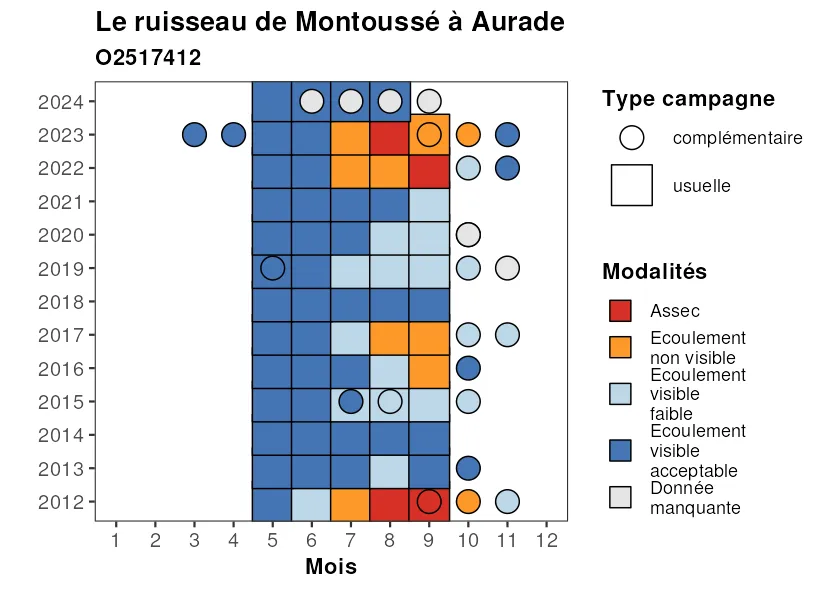 Le ruisseau de Montoussé à Aurade
O2517412
2024
2023
2022
2021
2020
2019
2018
2017
2016
2015
2014
2013
2012
1 2 3 4 5 6 7 8 9 10 11 12
Mois
Type campagne
complémentaire
usuelle
Modalités
Assec
Ecoulement
non visible
Ecoulement
visible
faible
Ecoulement
visible
acceptable
Donnée
manquante